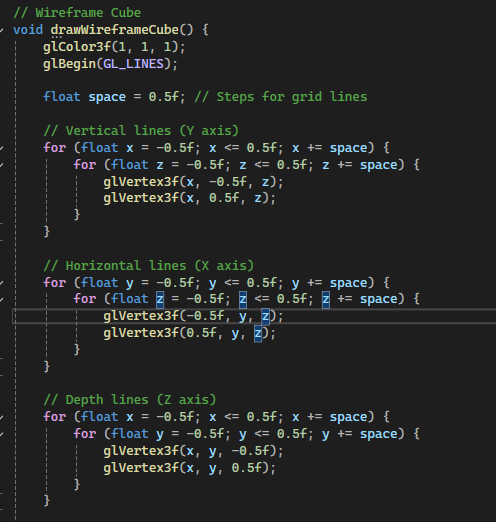 // Wireframe Cube
void drawWireframeCube() {
    glColor3f(1, 1, 1);
    glBegin(GL_LINES);

    float space = 0.5f; // Steps for grid lines

    // Vertical lines (Y axis)
    for (float x = -0.5f; x <= 0.5f; x += space) {
        for (float z = -0.5f; z <= 0.5f; z += space) {
            glVertex3f(x, -0.5f, z);
            glVertex3f(x, 0.5f, z);
        }
    }

    // Horizontal lines (X axis)
    for (float y = -0.5f; y <= 0.5f; y += space) {
        for (float z = -0.5f; z <= 0.5f; z += space) {
            glVertex3f(-0.5f, y, z);
            glVertex3f(0.5f, y, z);
        }
    }

    // Depth lines (Z axis)
    for (float x = -0.5f; x <= 0.5f; x += space) {
        for (float y = -0.5f; y <= 0.5f; y += space) {
            glVertex3f(x, y, -0.5f);
            glVertex3f(x, y, 0.5f);
        }
    }